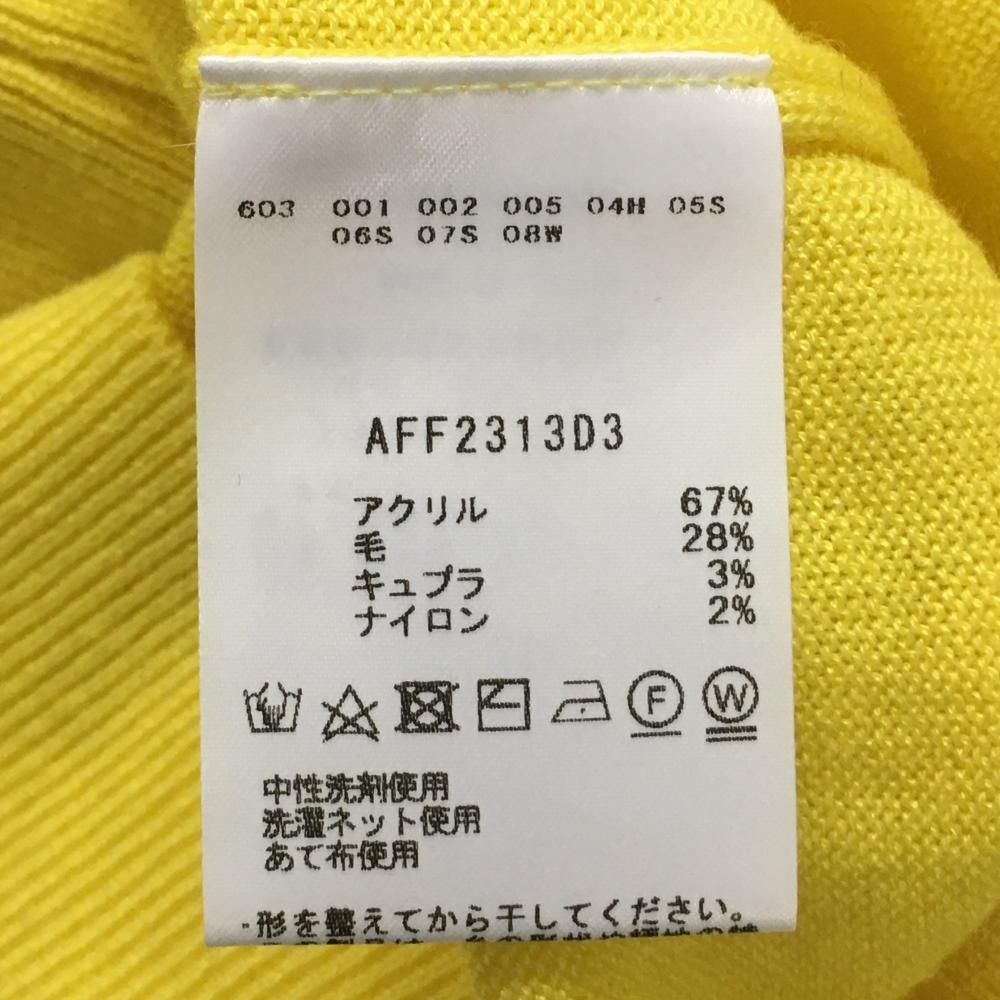 603 001 002 005 04H 05S
06S 07S 08W
AFF2313D3
アクリル 67%
毛 28%
キュプラ 3%
ナイロン 2%
F W
中性洗剤使用
洗濯ネット使用
あて布使用
・形を整えてから干してください。